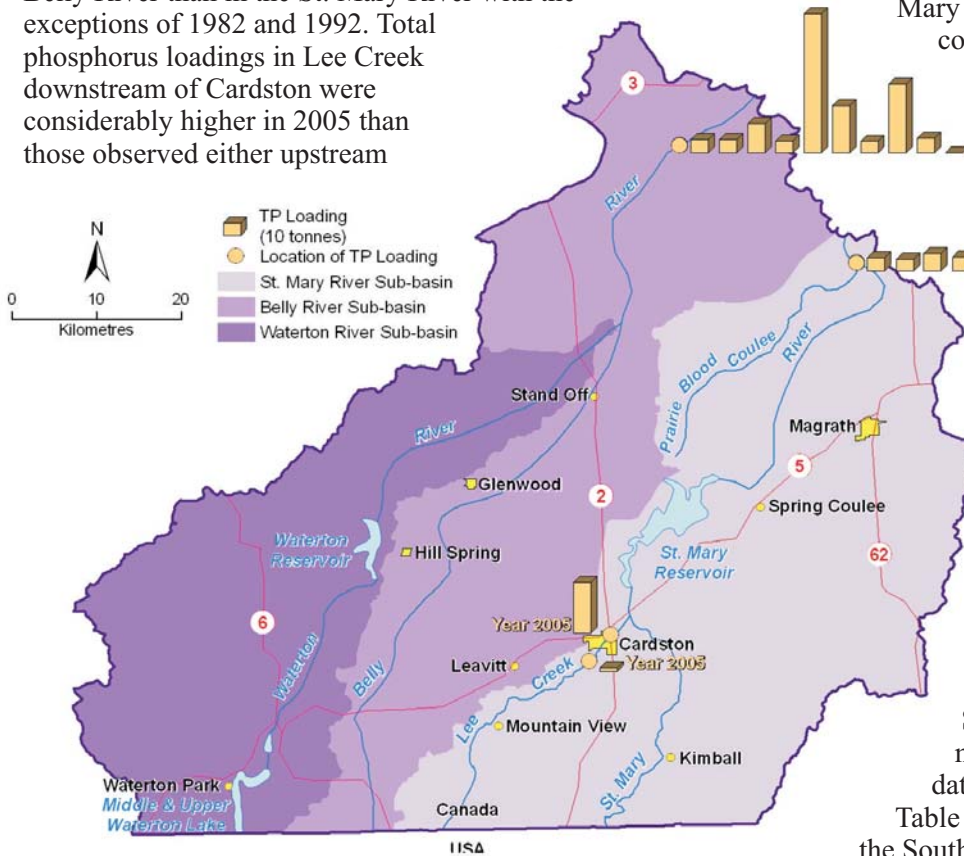 Belly River than in the St. Mary River with the
exceptions of 1982 and 1992. Total
phosphorus loadings in Lee Creek
downstream of Cardston were
considerably higher in 2005 than
those observed either upstream
Mary
co
3
River
N
0 10 20
Kilometres
TP Loading
(10 tonnes)
Location of TP Loading
St. Mary River Sub-basin
Belly River Sub-basin
Waterton River Sub-basin
Prairie Blood Coulee
River
Stand Off
River
Magrath
5
Glenwood
2
Spring Coulee
Waterton
Reservoir
Hill Spring
St. Mary
Reservoir
62
6
Year 2005
Cardston
Year 2005
Leavitt
Waterton
Belly
Lee Creek
Mountain View
St. Mary
Kimball
Waterton Park
Middle & Upper
Waterton Lake
Canada
USA
dat
Table
the South